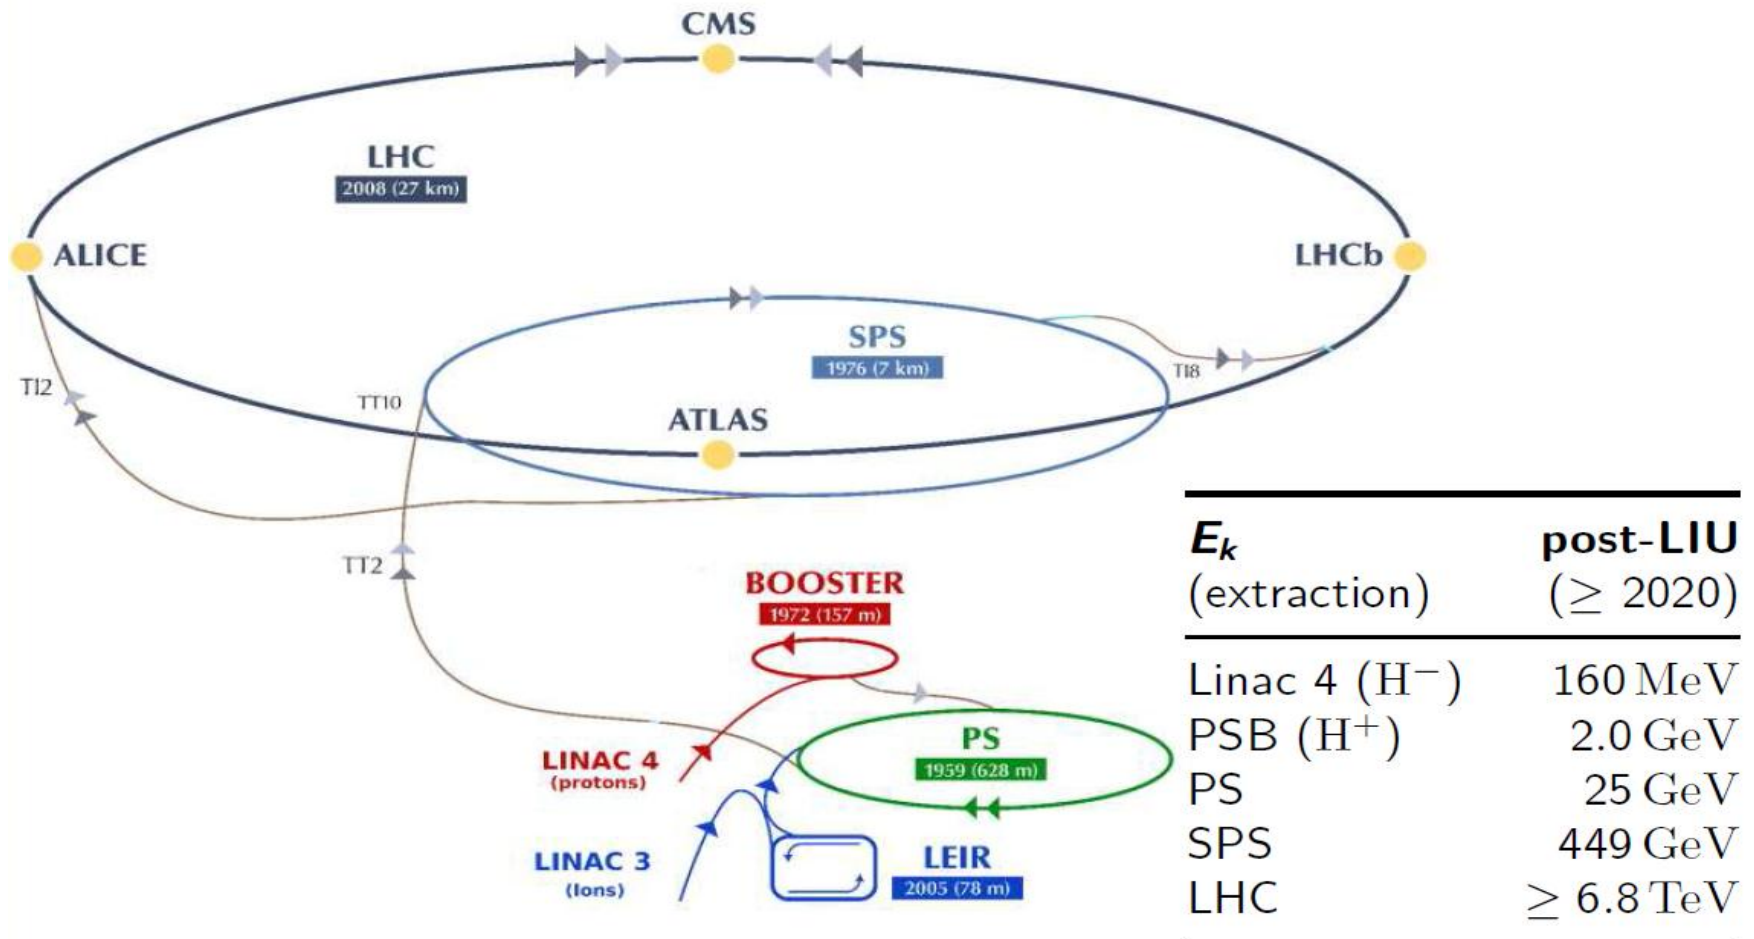 CMS
LHC
2008 (27 km)
ALICE
LHCb
SPS
1976 (7 km)
TI2
TT10
TI8
ATLAS
TT2
BOOSTER
1972 (157 m)
LINAC 4
(protons)
PS
1959 (628 m)
LINAC 3
(Ions)
LEIR
2005 (78 m)
Eₖ post-LIU
(extraction) (≥ 2020)
Linac 4 (H⁻) 160 MeV
PSB (H⁺) 2.0 GeV
PS 25 GeV
SPS 449 GeV
LHC ≥ 6.8 TeV